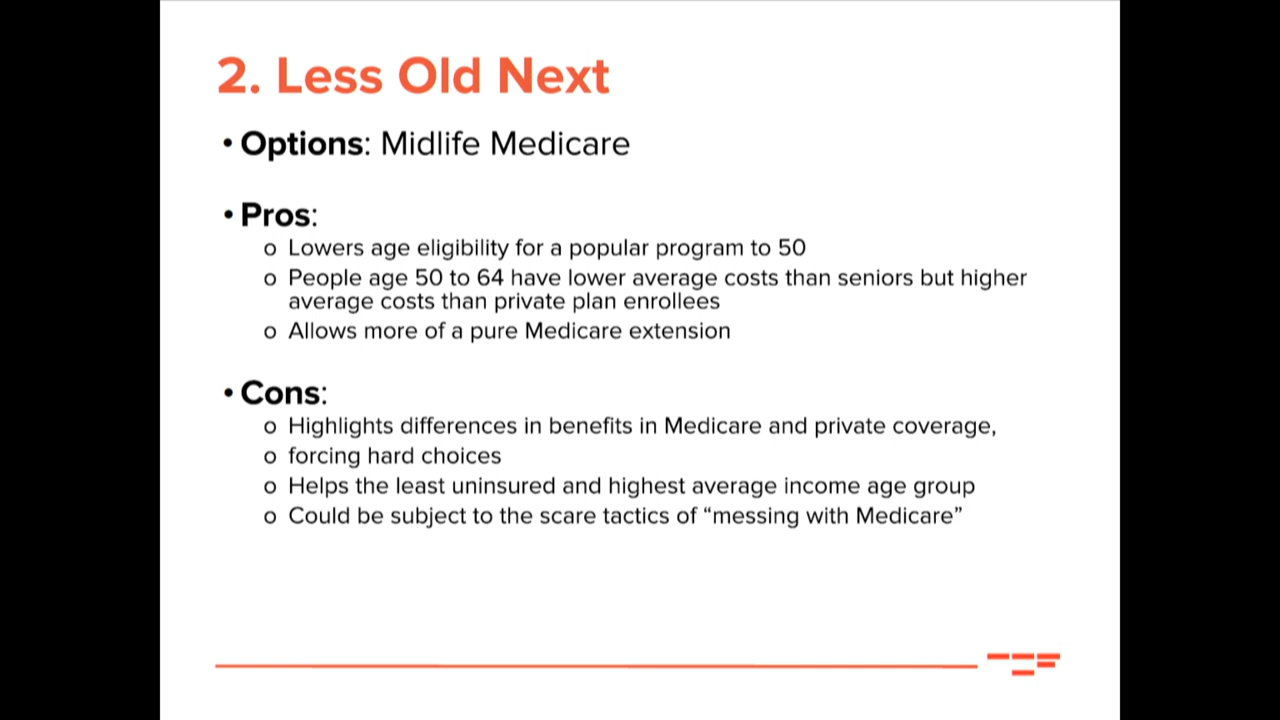 2. Less Old Next
• Options: Midlife Medicare
• Pros:
o Lowers age eligibility for a popular program to 50
o People age 50 to 64 have lower average costs than seniors but higher
average costs than private plan enrollees
o Allows more of a pure Medicare extension
• Cons:
o Highlights differences in benefits in Medicare and private coverage,
o forcing hard choices
o Helps the least uninsured and highest average income age group
o Could be subject to the scare tactics of “messing with Medicare”